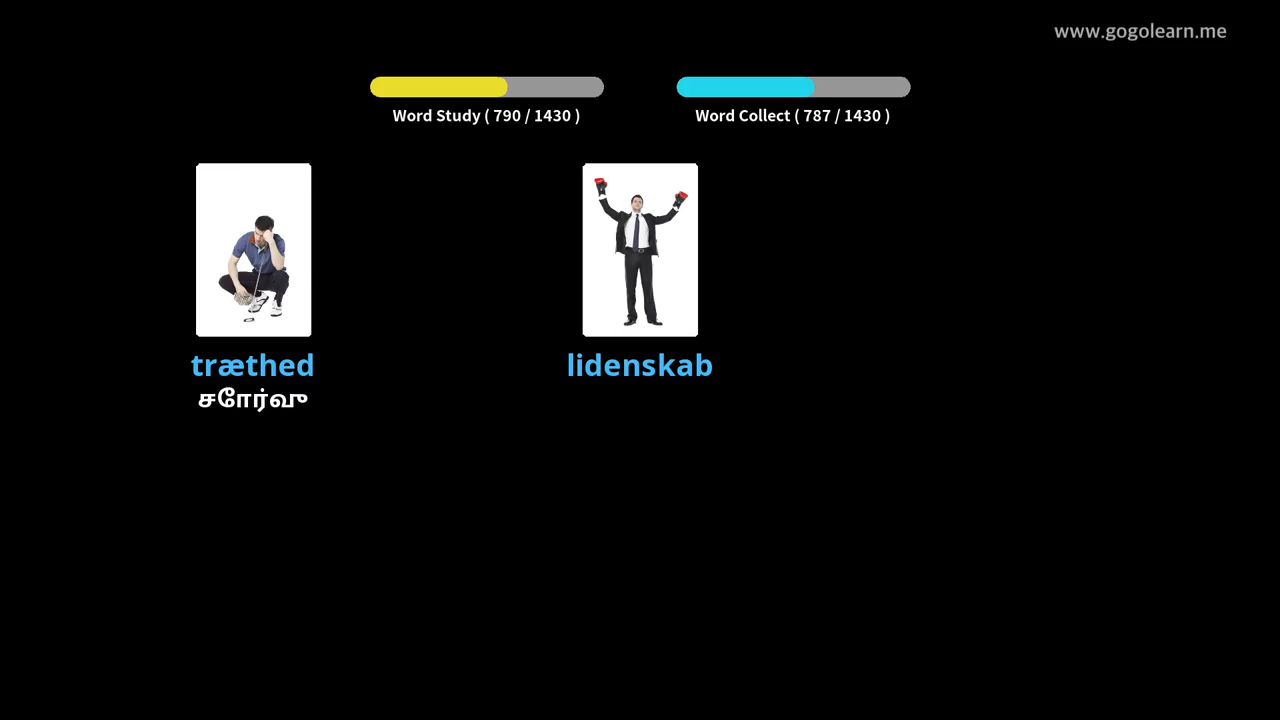 www.gogolearn.me
Word Study ( 790 / 1430 )
Word Collect ( 787 / 1430 )
træthed
lidenskab
சோர்வு